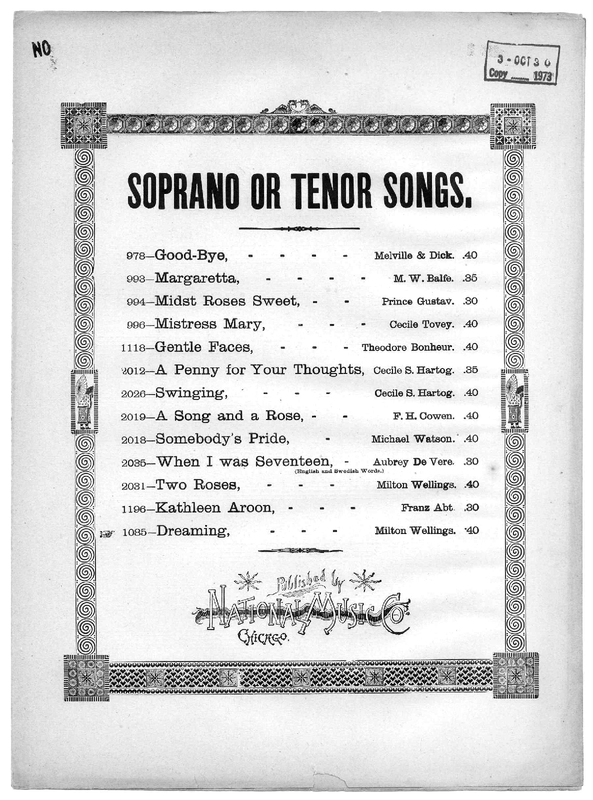 NO
3 - OCT 3 0
Copy ___ 1973
SOPRANO OR TENOR SONGS.
978—Good-Bye, - - - - Melville & Dick. .40
993—Margaretta, - - - - M. W. Balfe. .35
994—Midst Roses Sweet, - - Prince Gustav. .30
996—Mistress Mary, - - - Cecile Tovey. .40
1118—Gentle Faces, - - - Theodore Bonheur. .40
2012—A Penny for Your Thoughts, Cecile S. Hartog. .35
2026—Swinging, - - - Cecile S. Hartog. .40
2019—A Song and a Rose, - - F. H. Cowen. .40
2018—Somebody's Pride, - Michael Watson. .40
2035—When I was Seventeen, - Aubrey De Vere. .30
(English and Swedish Words.)
2031—Two Roses, - - - Milton Wellings. .40
1196—Kathleen Aroon, - - - Franz Abt. .30
1085—Dreaming, - - - Milton Wellings. .40
Published by
National Music Co.
Chicago.